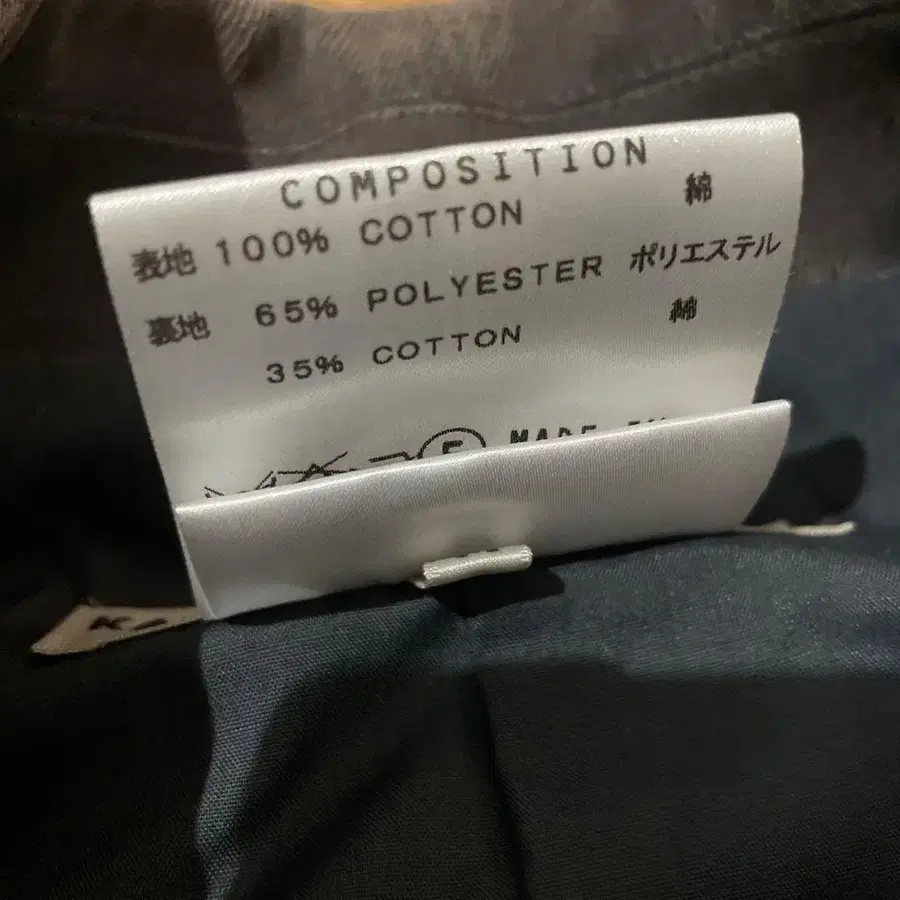 COMPOSITION
表地 100% COTTON 綿
裏地 65% POLYESTER ポリエステル
35% COTTON 綿
F MADE